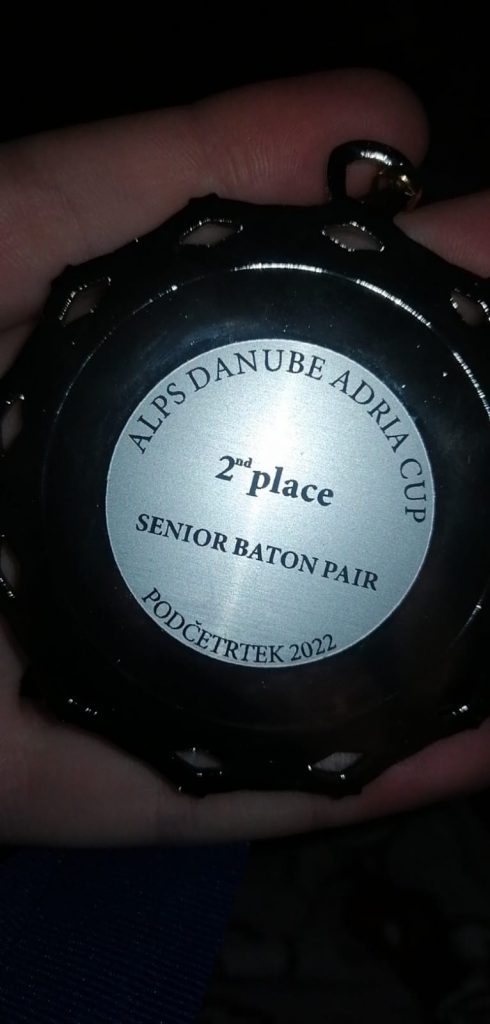 ALPS DANUBE ADRIA CUP
2nd place
SENIOR BATON PAIR
PODČETRTEK 2022